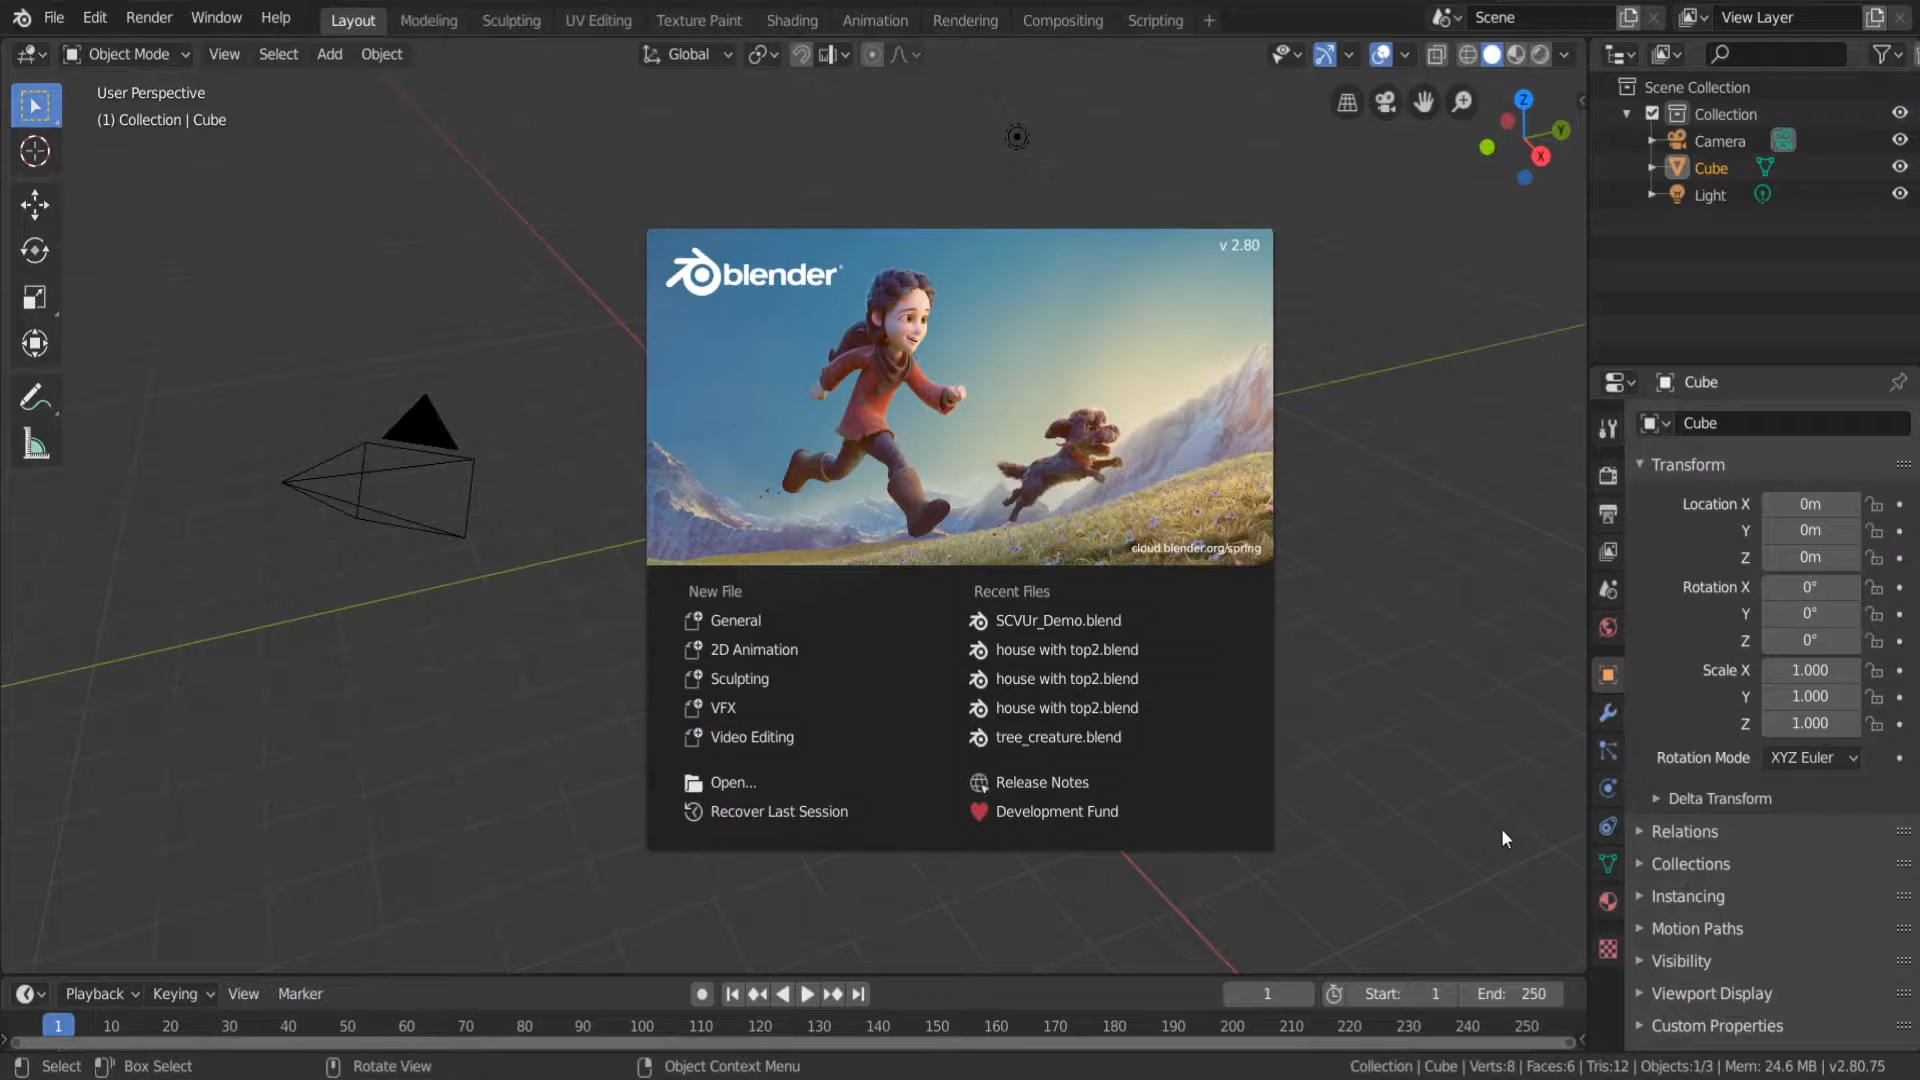 File Edit Render Window Help
Layout Modeling Sculpting UV Editing Texture Paint Shading Animation Rendering Compositing Scripting +
Scene
View Layer
Object Mode View Select Add Object
Global
User Perspective
(1) Collection | Cube
Z
Y
X
Scene Collection
Collection
Camera
Cube
Light
blender
v 2.80
cloud.blender.org/spring
New File
General
2D Animation
Sculpting
VFX
Video Editing
Open...
Recover Last Session
Recent Files
SCVUr_Demo.blend
house with top2.blend
house with top2.blend
house with top2.blend
tree_creature.blend
Release Notes
Development Fund
Cube
Cube
Transform
Location X 0m
Y 0m
Z 0m
Rotation X 0°
Y 0°
Z 0°
Scale X 1.000
Y 1.000
Z 1.000
Rotation Mode XYZ Euler
Delta Transform
Relations
Collections
Instancing
Motion Paths
Visibility
Viewport Display
Custom Properties
Playback Keying View Marker
1 Start: 1 End: 250
1 10 20 30 40 50 60 70 80 90 100 110 120 130 140 150 160 170 180 190 200 210 220 230 240 250
Select Box Select Rotate View Object Context Menu
Collection | Cube | Verts:8 | Faces:6 | Tris:12 | Objects:1/3 | Mem: 24.6 MB | v2.80.75